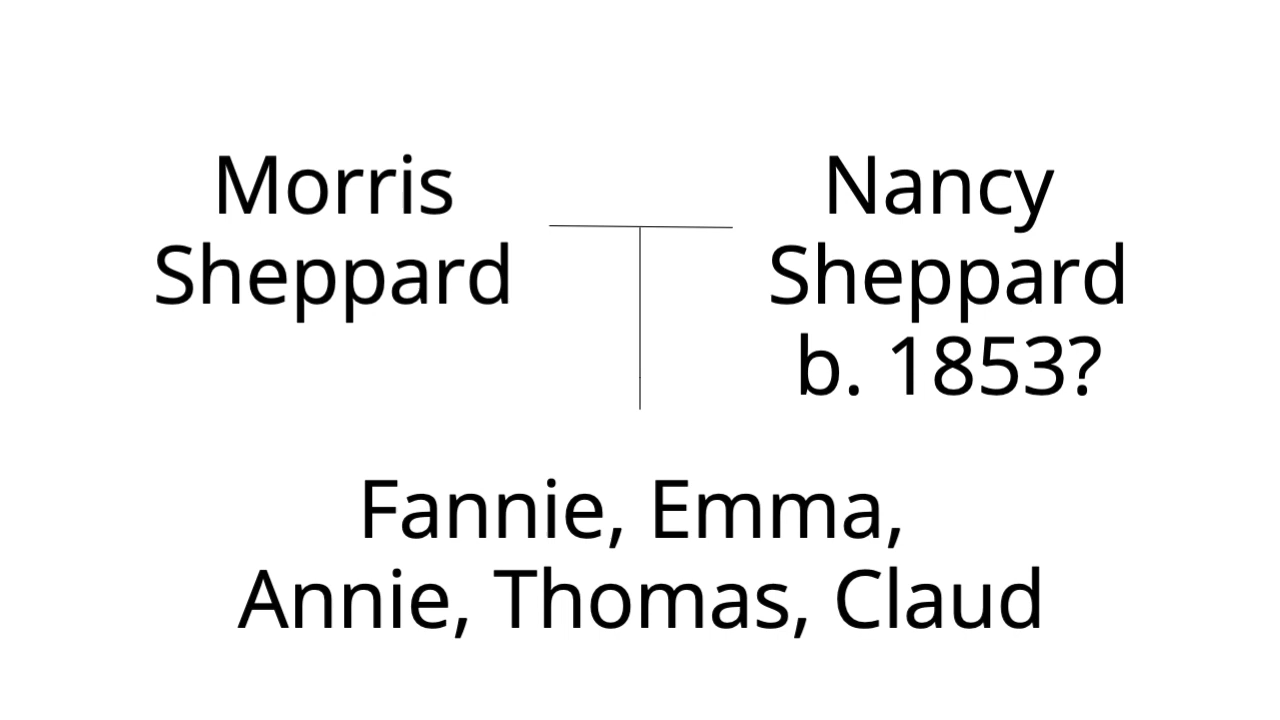 Morris
Sheppard
Nancy
Sheppard
b. 1853?
Fannie, Emma,
Annie, Thomas, Claud